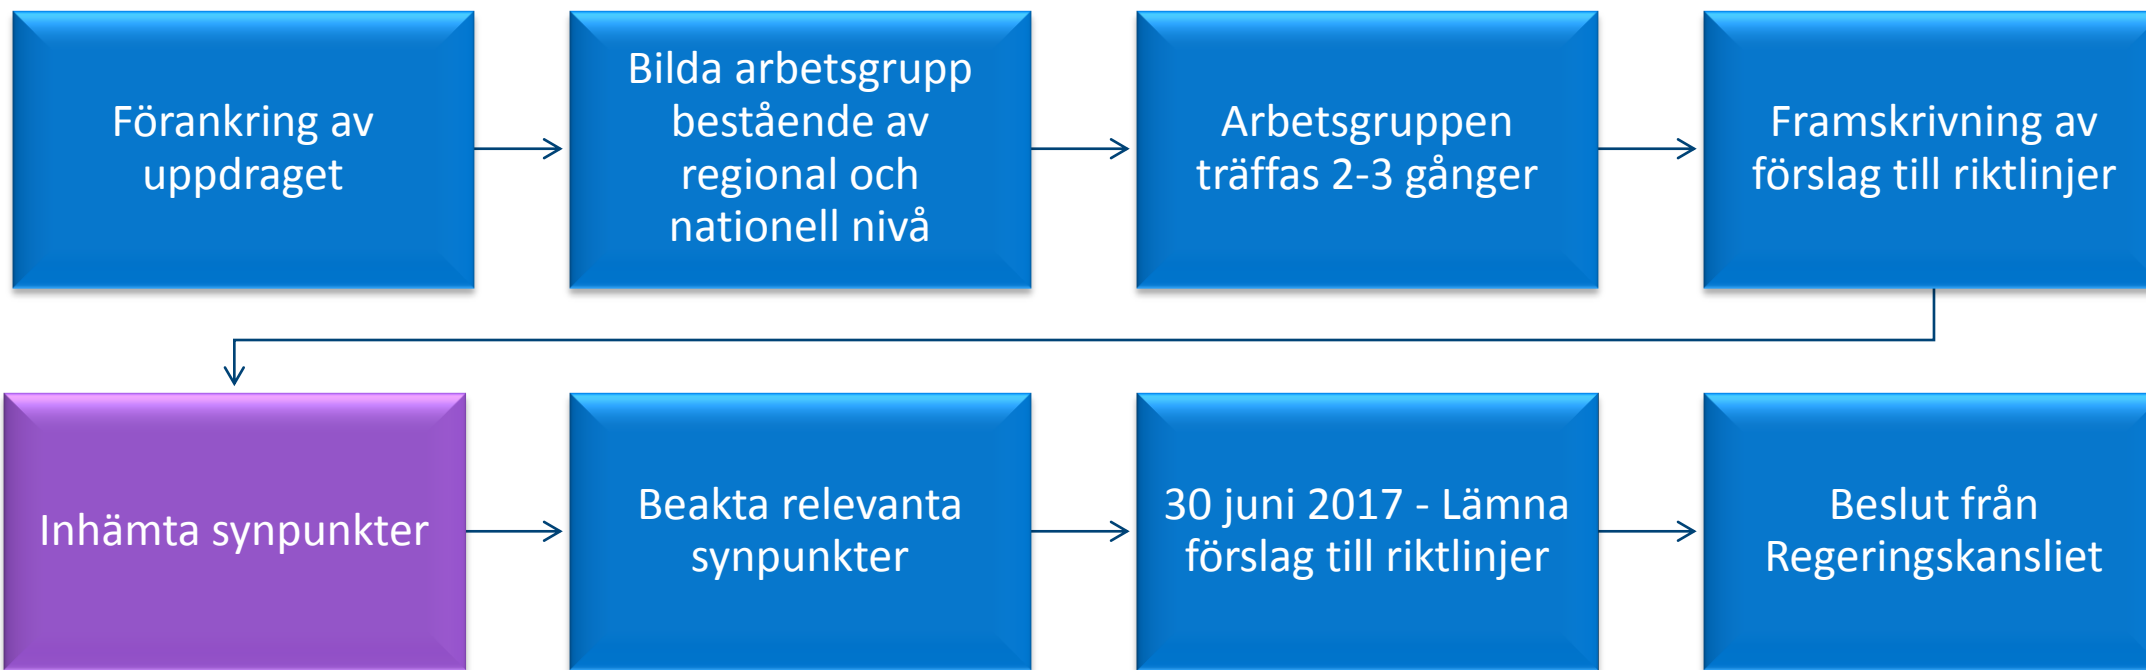 Förankring av
uppdraget
Bilda arbetsgrupp
bestående av
regional och
nationell nivå
Arbetsgruppen
träffas 2-3 gånger
Framskrivning av
förslag till riktlinjer
Inhämta synpunkter
Beakta relevanta
synpunkter
30 juni 2017 - Lämna
förslag till riktlinjer
Beslut från
Regeringskansliet